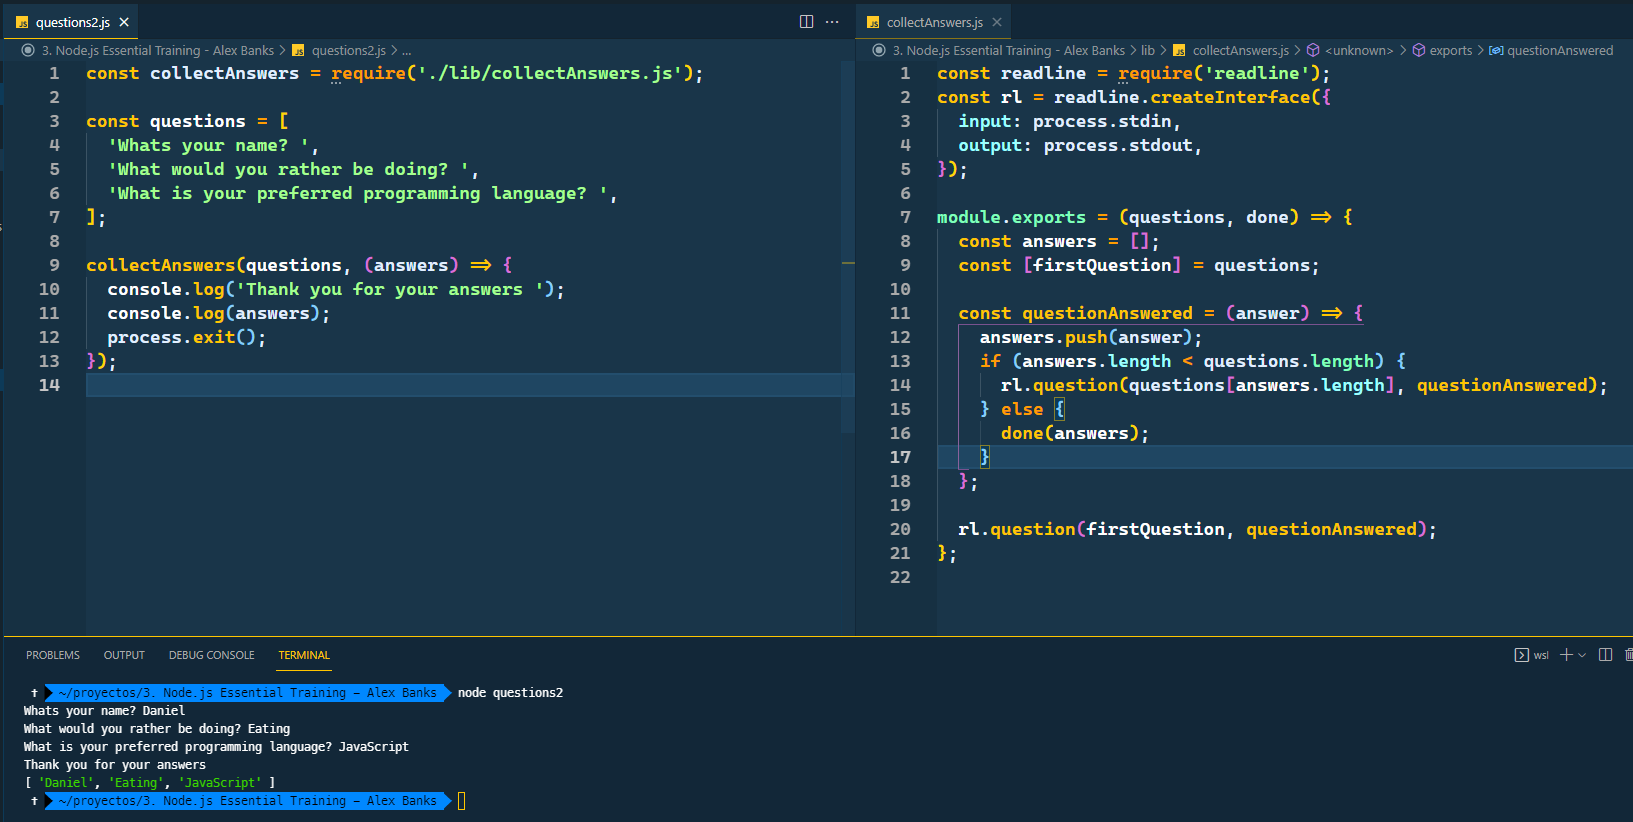 JS questions2.js ×
3. Node.js Essential Training - Alex Banks > JS questions2.js > ...
1 const collectAnswers = require('./lib/collectAnswers.js');
2
3 const questions = [
4   'Whats your name? ',
5   'What would you rather be doing? ',
6   'What is your preferred programming language? ',
7 ];
8
9 collectAnswers(questions, (answers) => {
10   console.log('Thank you for your answers ');
11   console.log(answers);
12   process.exit();
13 });
14
JS collectAnswers.js ×
3. Node.js Essential Training - Alex Banks > lib > JS collectAnswers.js > <unknown> > exports > questionAnswered
1 const readline = require('readline');
2 const rl = readline.createInterface({
3   input: process.stdin,
4   output: process.stdout,
5 });
6
7 module.exports = (questions, done) => {
8   const answers = [];
9   const [firstQuestion] = questions;
10
11   const questionAnswered = (answer) => {
12     answers.push(answer);
13     if (answers.length < questions.length) {
14       rl.question(questions[answers.length], questionAnswered);
15     } else {
16       done(answers);
17     }
18   };
19
20   rl.question(firstQuestion, questionAnswered);
21 };
22
PROBLEMS OUTPUT DEBUG CONSOLE TERMINAL
wsl
~/proyectos/3. Node.js Essential Training – Alex Banks node questions2
Whats your name? Daniel
What would you rather be doing? Eating
What is your preferred programming language? JavaScript
Thank you for your answers
[ 'Daniel', 'Eating', 'JavaScript' ]
~/proyectos/3. Node.js Essential Training – Alex Banks